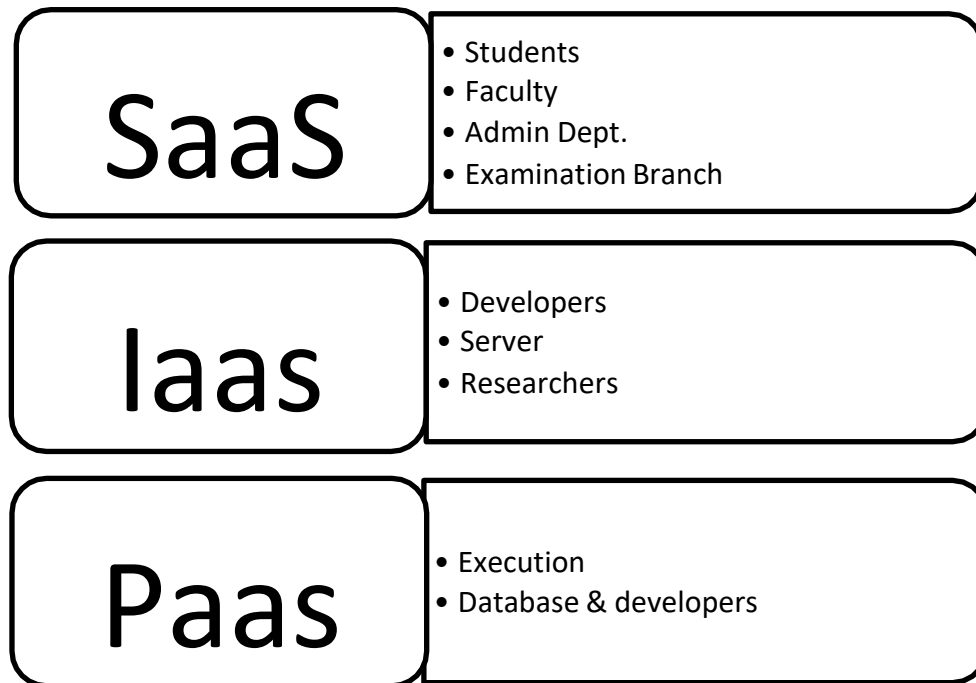 SaaS
• Students
• Faculty
• Admin Dept.
• Examination Branch
Iaas
• Developers
• Server
• Researchers
Paas
• Execution
• Database & developers